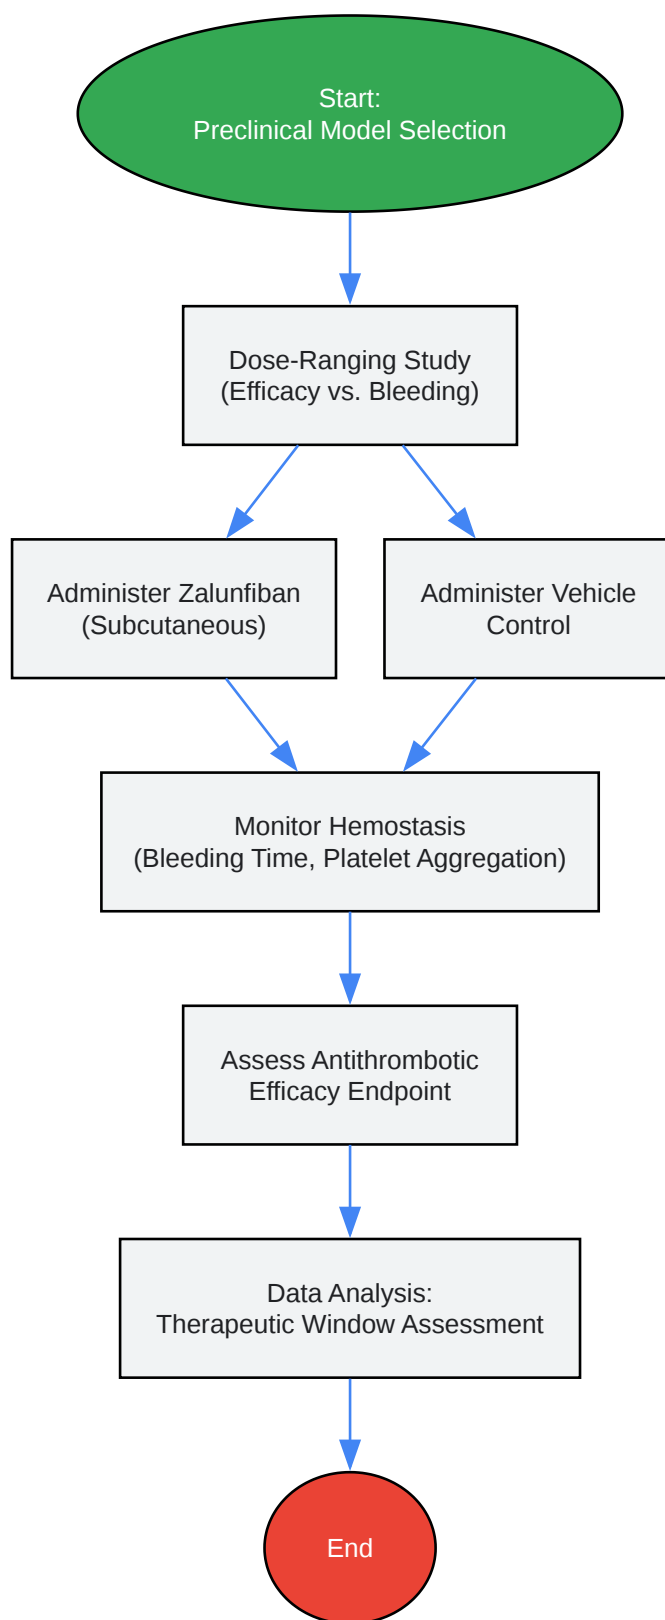 Start:
Preclinical Model Selection
Dose-Ranging Study
(Efficacy vs. Bleeding)
Administer Zalunfiban
(Subcutaneous)
Administer Vehicle
Control
Monitor Hemostasis
(Bleeding Time, Platelet Aggregation)
Assess Antithrombotic
Efficacy Endpoint
Data Analysis:
Therapeutic Window Assessment
End